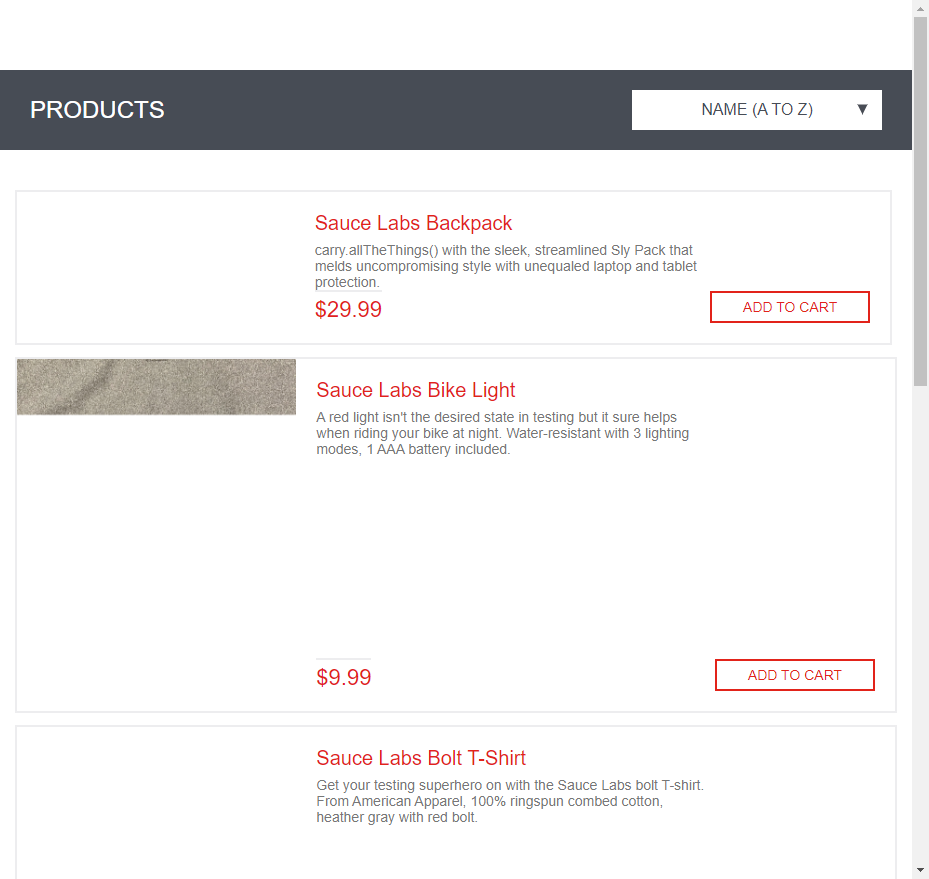 PRODUCTS
NAME (A TO Z) ▼
Sauce Labs Backpack
carry.allTheThings() with the sleek, streamlined Sly Pack that
melds uncompromising style with unequaled laptop and tablet
protection.
$29.99
ADD TO CART
Sauce Labs Bike Light
A red light isn't the desired state in testing but it sure helps
when riding your bike at night. Water-resistant with 3 lighting
modes, 1 AAA battery included.
$9.99
ADD TO CART
Sauce Labs Bolt T-Shirt
Get your testing superhero on with the Sauce Labs bolt T-shirt.
From American Apparel, 100% ringspun combed cotton,
heather gray with red bolt.